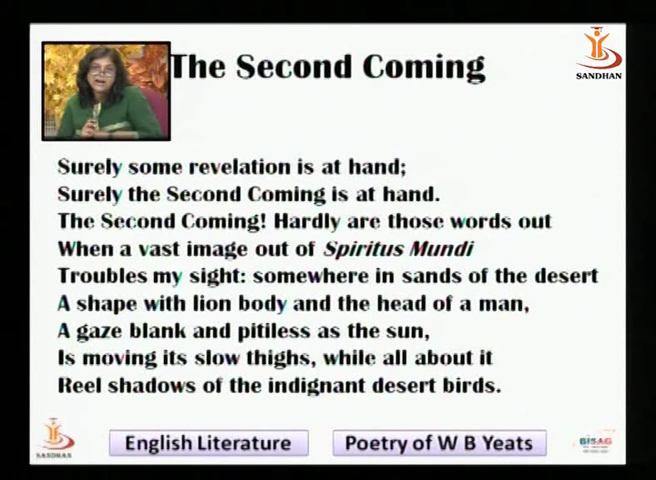 The Second Coming
SANDHAN
Surely some revelation is at hand;
Surely the Second Coming is at hand.
The Second Coming! Hardly are those words out
When a vast image out of Spiritus Mundi
Troubles my sight: somewhere in sands of the desert
A shape with lion body and the head of a man,
A gaze blank and pitiless as the sun,
Is moving its slow thighs, while all about it
Reel shadows of the indignant desert birds.
SANDHAN
English Literature
Poetry of W B Yeats
BISAG